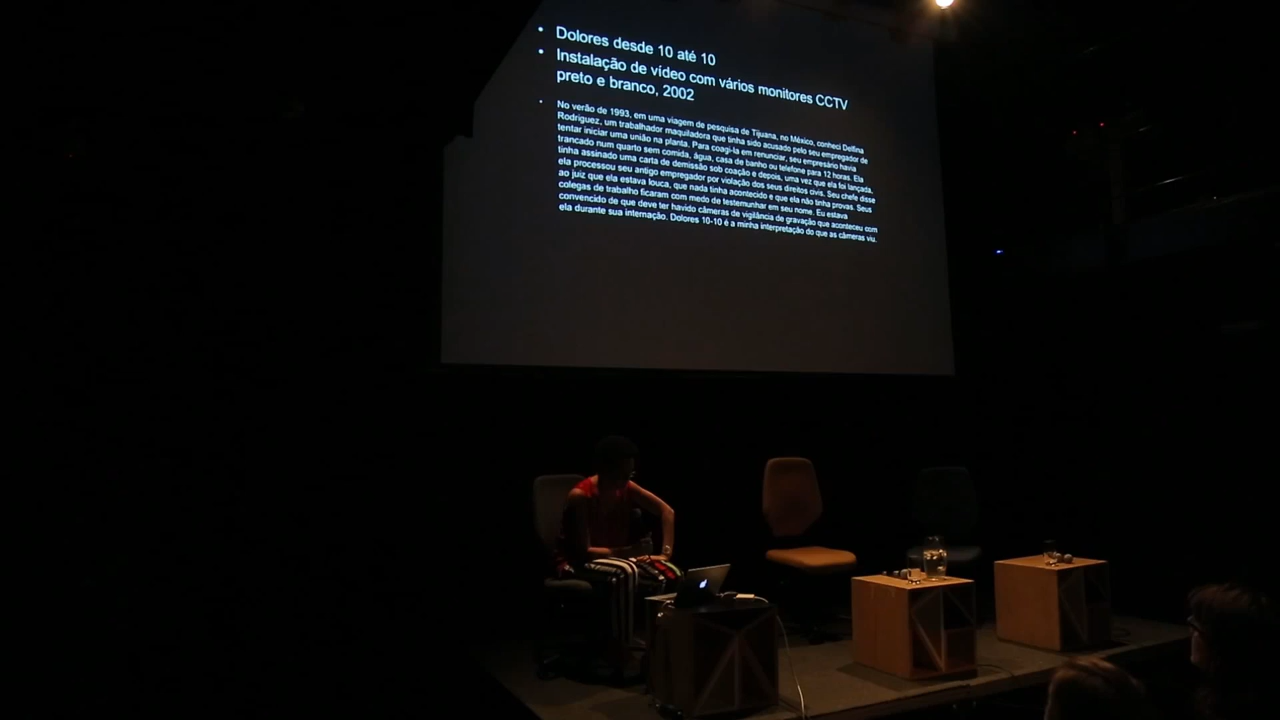 • Dolores desde 10 até 10
• Instalação de vídeo com vários monitores CCTV
preto e branco, 2002
• No verão de 1993, em uma viagem de pesquisa de Tijuana, no México, conheci Delfina
Rodriguez, um trabalhador maquiladora que tinha sido acusado pelo seu empregador de
tentar iniciar uma união na planta. Para coagi-la em renunciar, seu empresário havia
trancado num quarto sem comida, água, casa de banho ou telefone para 12 horas. Ela
tinha assinado uma carta de demissão sob coação e depois, uma vez que ela foi lançada,
ela processou seu antigo empregador por violação dos seus direitos civis. Seu chefe disse
ao juiz que ela estava louca, que nada tinha acontecido e que ela não tinha provas. Seus
colegas de trabalho ficaram com medo de testemunhar em seu nome. Eu estava
convencido de que deve ter havido câmeras de vigilância de gravação que aconteceu com
ela durante sua internação. Dolores 10-10 é a minha interpretação do que as câmeras viu.